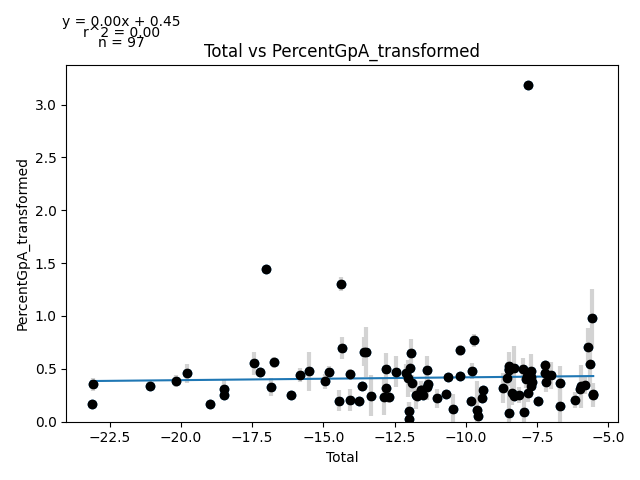 y = 0.00x + 0.45
r^2 = 0.00
n = 97
Total vs PercentGpA_transformed
PercentGpA_transformed
3.0
2.5
2.0
1.5
1.0
0.5
0.0
−22.5 −20.0 −17.5 −15.0 −12.5 −10.0 −7.5 −5.0
Total